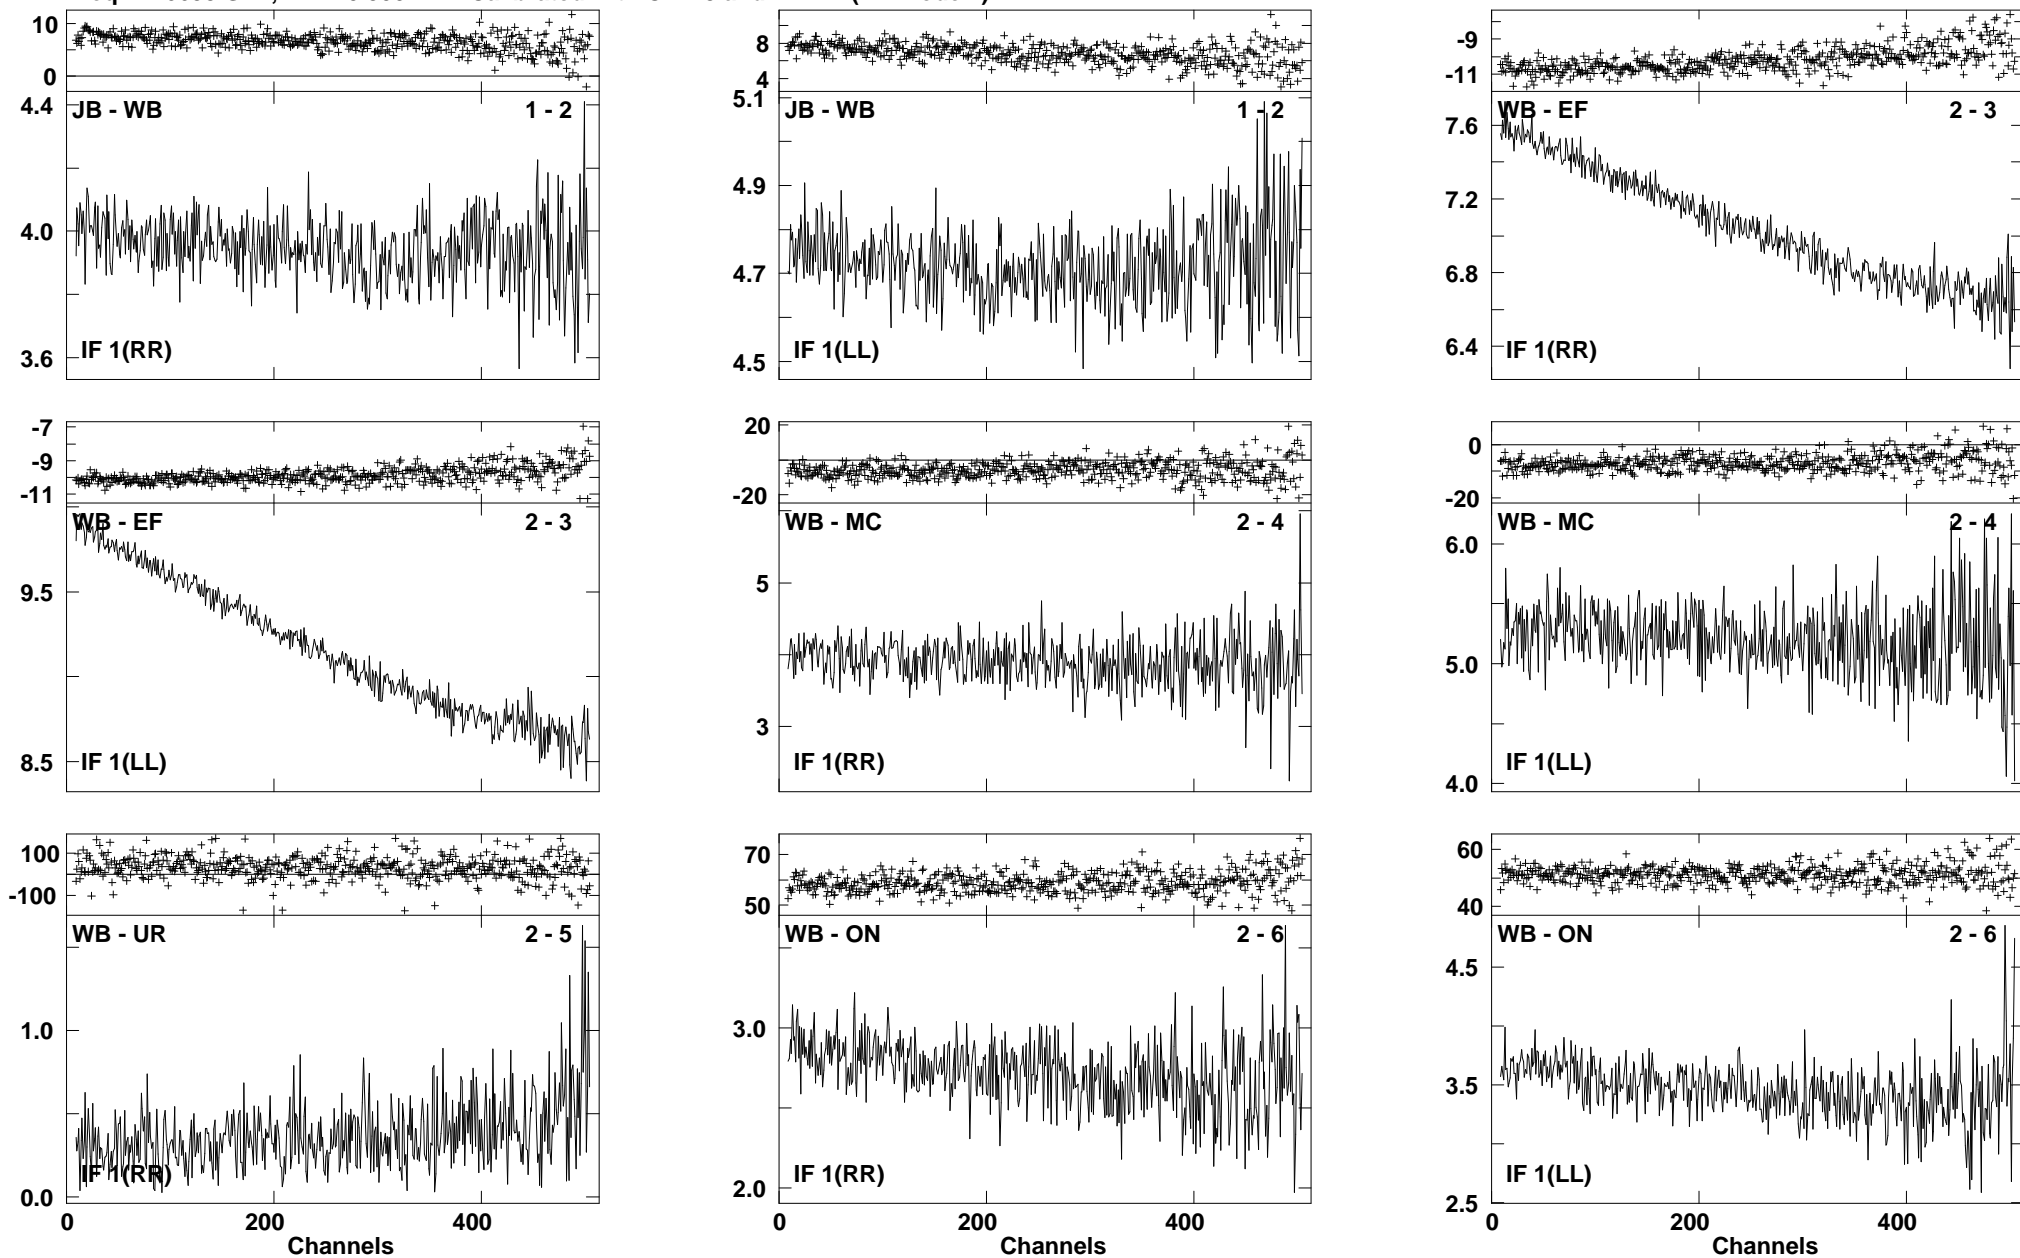 10
0
4.4
4.0
3.6
JB - WB
1 - 2
IF 1(RR)
8
4
5.1
4.9
4.7
4.5
JB - WB
1 - 2
IF 1(LL)
-9
-11
7.6
7.2
6.8
6.4
WB - EF
2 - 3
IF 1(RR)
-7
-9
-11
9.5
8.5
WB - EF
2 - 3
IF 1(LL)
20
-20
5
3
WB - MC
2 - 4
IF 1(RR)
0
-20
6.0
5.0
4.0
WB - MC
2 - 4
IF 1(LL)
100
-100
1.0
0.0
WB - UR
2 - 5
IF 1(RR)
0
200
400
Channels
70
50
3.0
2.0
WB - ON
2 - 6
IF 1(RR)
0
200
400
Channels
60
40
4.5
3.5
2.5
WB - ON
2 - 6
IF 1(LL)
0
200
400
Channels